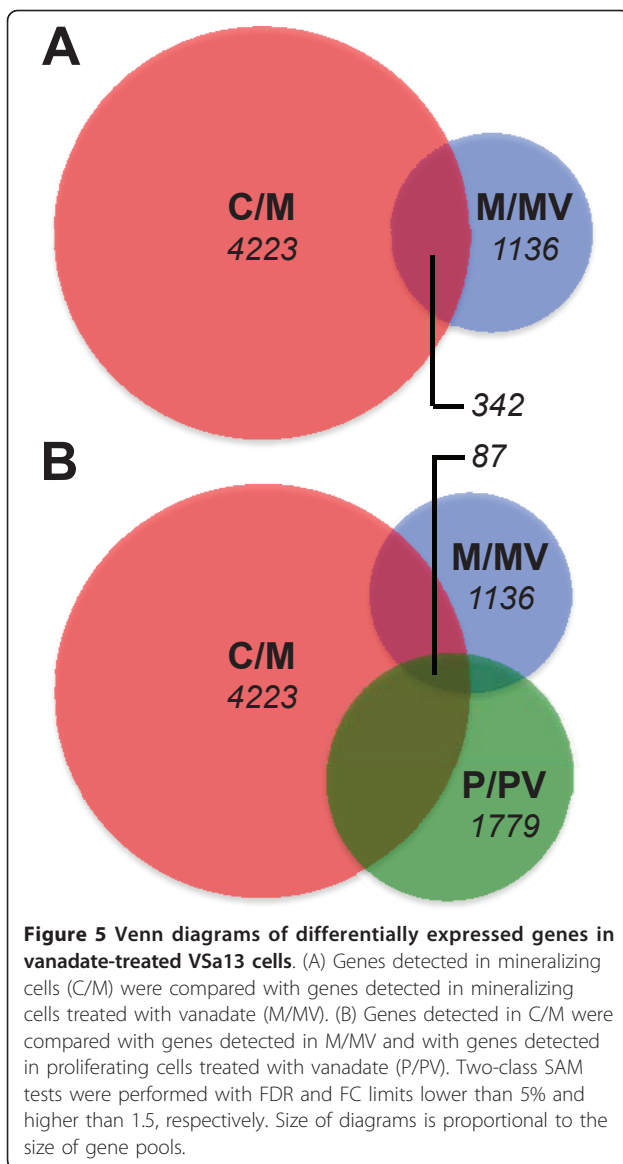 A
C/M
4223
M/MV
1136
342
87
B
M/MV
1136
C/M
4223
P/PV
1779
Figure 5 Venn diagrams of differentially expressed genes in
vanadate-treated VSa13 cells. (A) Genes detected in mineralizing
cells (C/M) were compared with genes detected in mineralizing
cells treated with vanadate (M/MV). (B) Genes detected in C/M were
compared with genes detected in M/MV and with genes detected
in proliferating cells treated with vanadate (P/PV). Two-class SAM
tests were performed with FDR and FC limits lower than 5% and
higher than 1.5, respectively. Size of diagrams is proportional to the
size of gene pools.